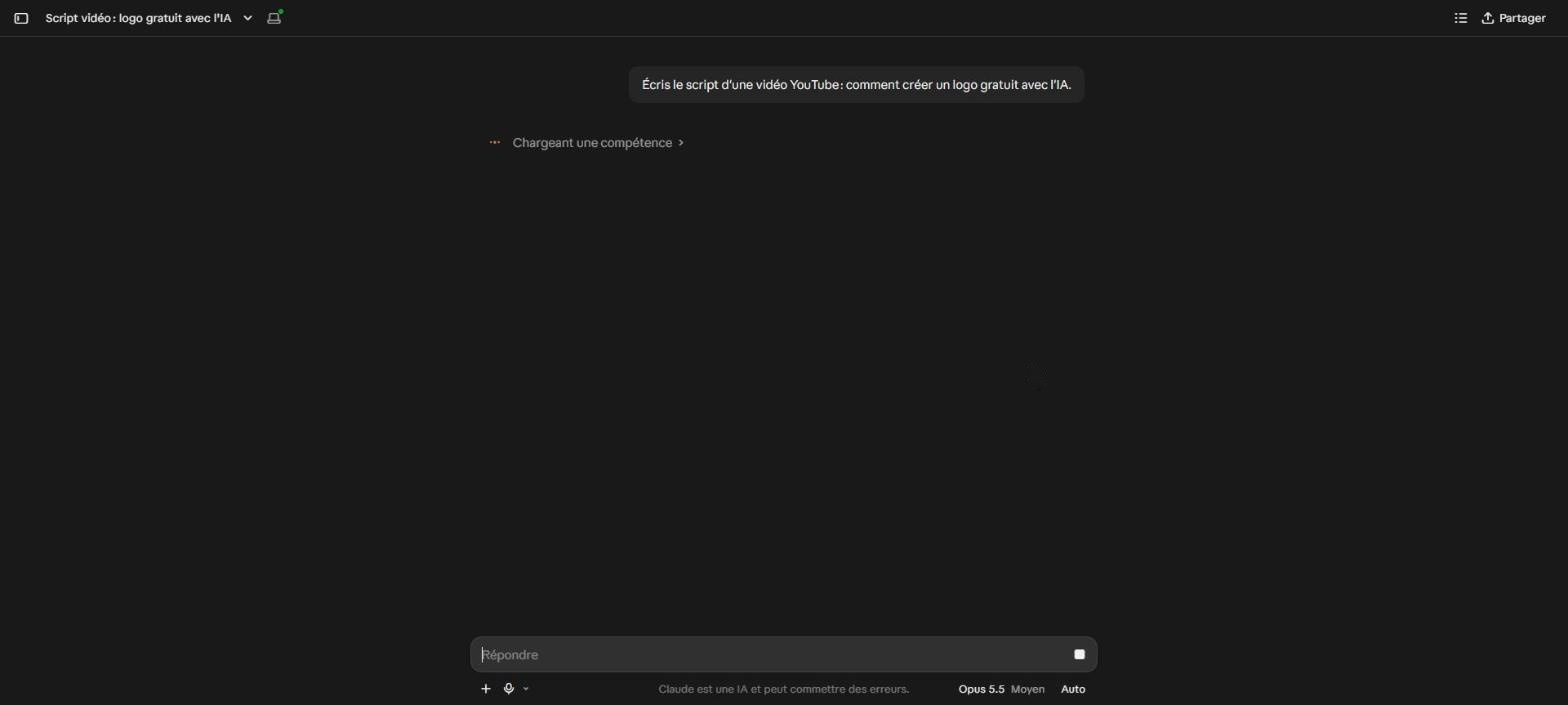 Script vidéo : logo gratuit avec l'IA
Partager
Écris le script d'une vidéo YouTube : comment créer un logo gratuit avec l'IA.
Chargeant une compétence
Répondre
Claude est une IA et peut commettre des erreurs.
Opus 5.5 Moyen Auto